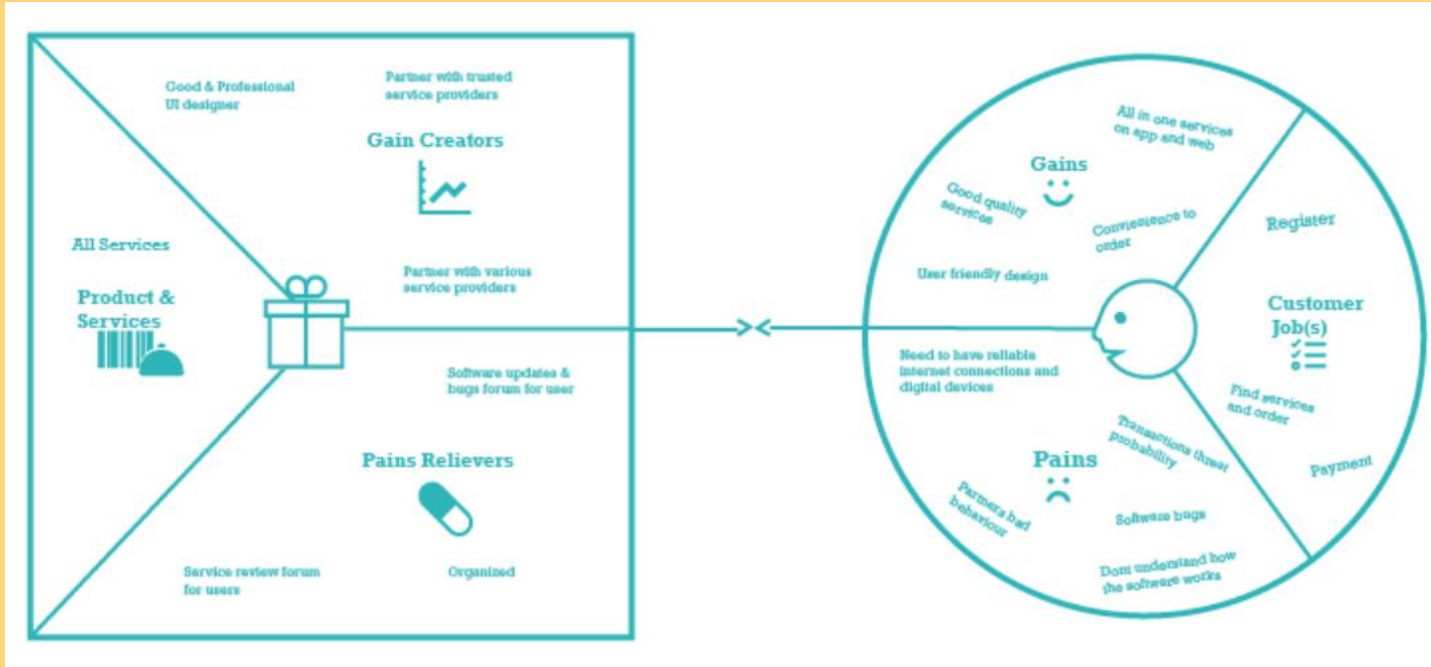 Good & Professional
UI designer
Partner with trusted
service providers
Gain Creators
All Services
Product &
Services
Partner with various
service providers
Software updates &
bugs forum for user
Pains Relievers
Service review forum
for users
Organized
All in one services
on app and web
Gains
Good quality
services
Convienence to
order
User friendly design
Register
Customer
Job(s)
Find services
and order
Payment
Need to have reliable
internet connections and
digital devices
Transactions threat
probability
Pains
Partners bad
behaviour
Software bugs
Dont understand how
the software works